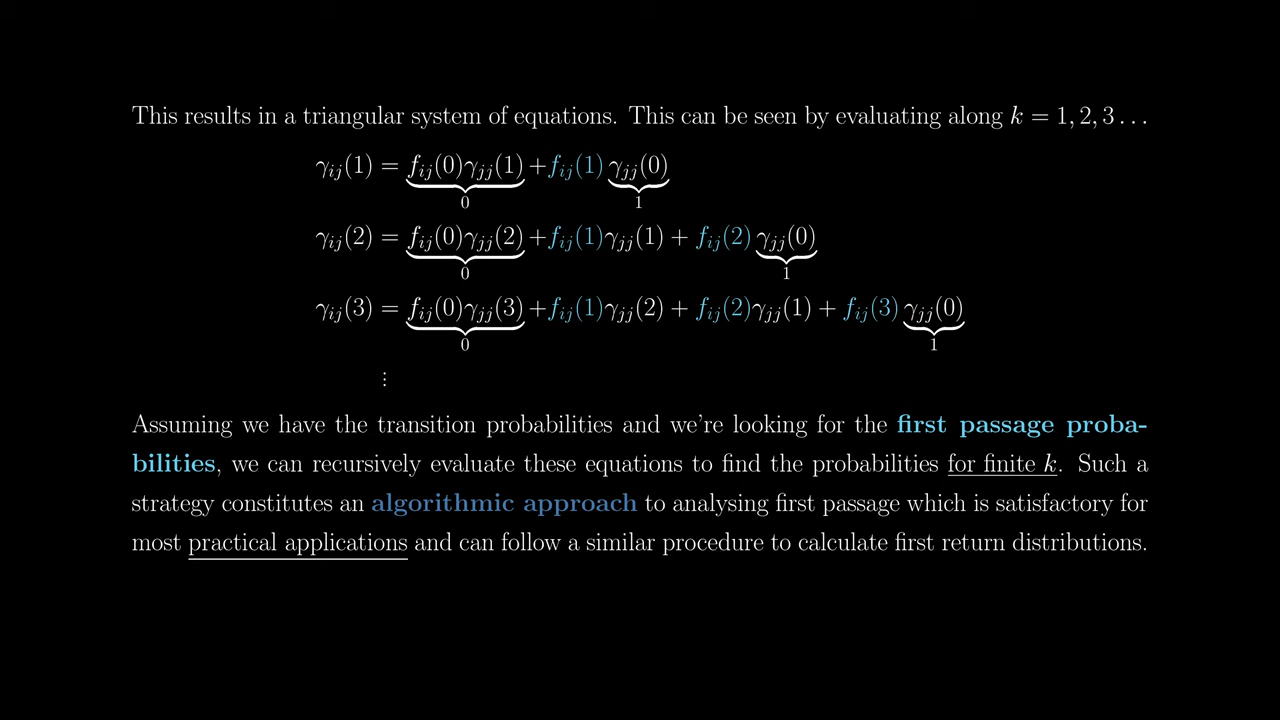 This results in a triangular system of equations. This can be seen by evaluating along k = 1, 2, 3 . . .
γij(1) = fij(0)γjj(1) + fij(1) γjj(0)
0 1
γij(2) = fij(0)γjj(2) + fij(1)γjj(1) + fij(2) γjj(0)
0 1
γij(3) = fij(0)γjj(3) + fij(1)γjj(2) + fij(2)γjj(1) + fij(3) γjj(0)
0 1
⋮
Assuming we have the transition probabilities and we're looking for the first passage proba-
bilities, we can recursively evaluate these equations to find the probabilities for finite k. Such a
strategy constitutes an algorithmic approach to analysing first passage which is satisfactory for
most practical applications and can follow a similar procedure to calculate first return distributions.